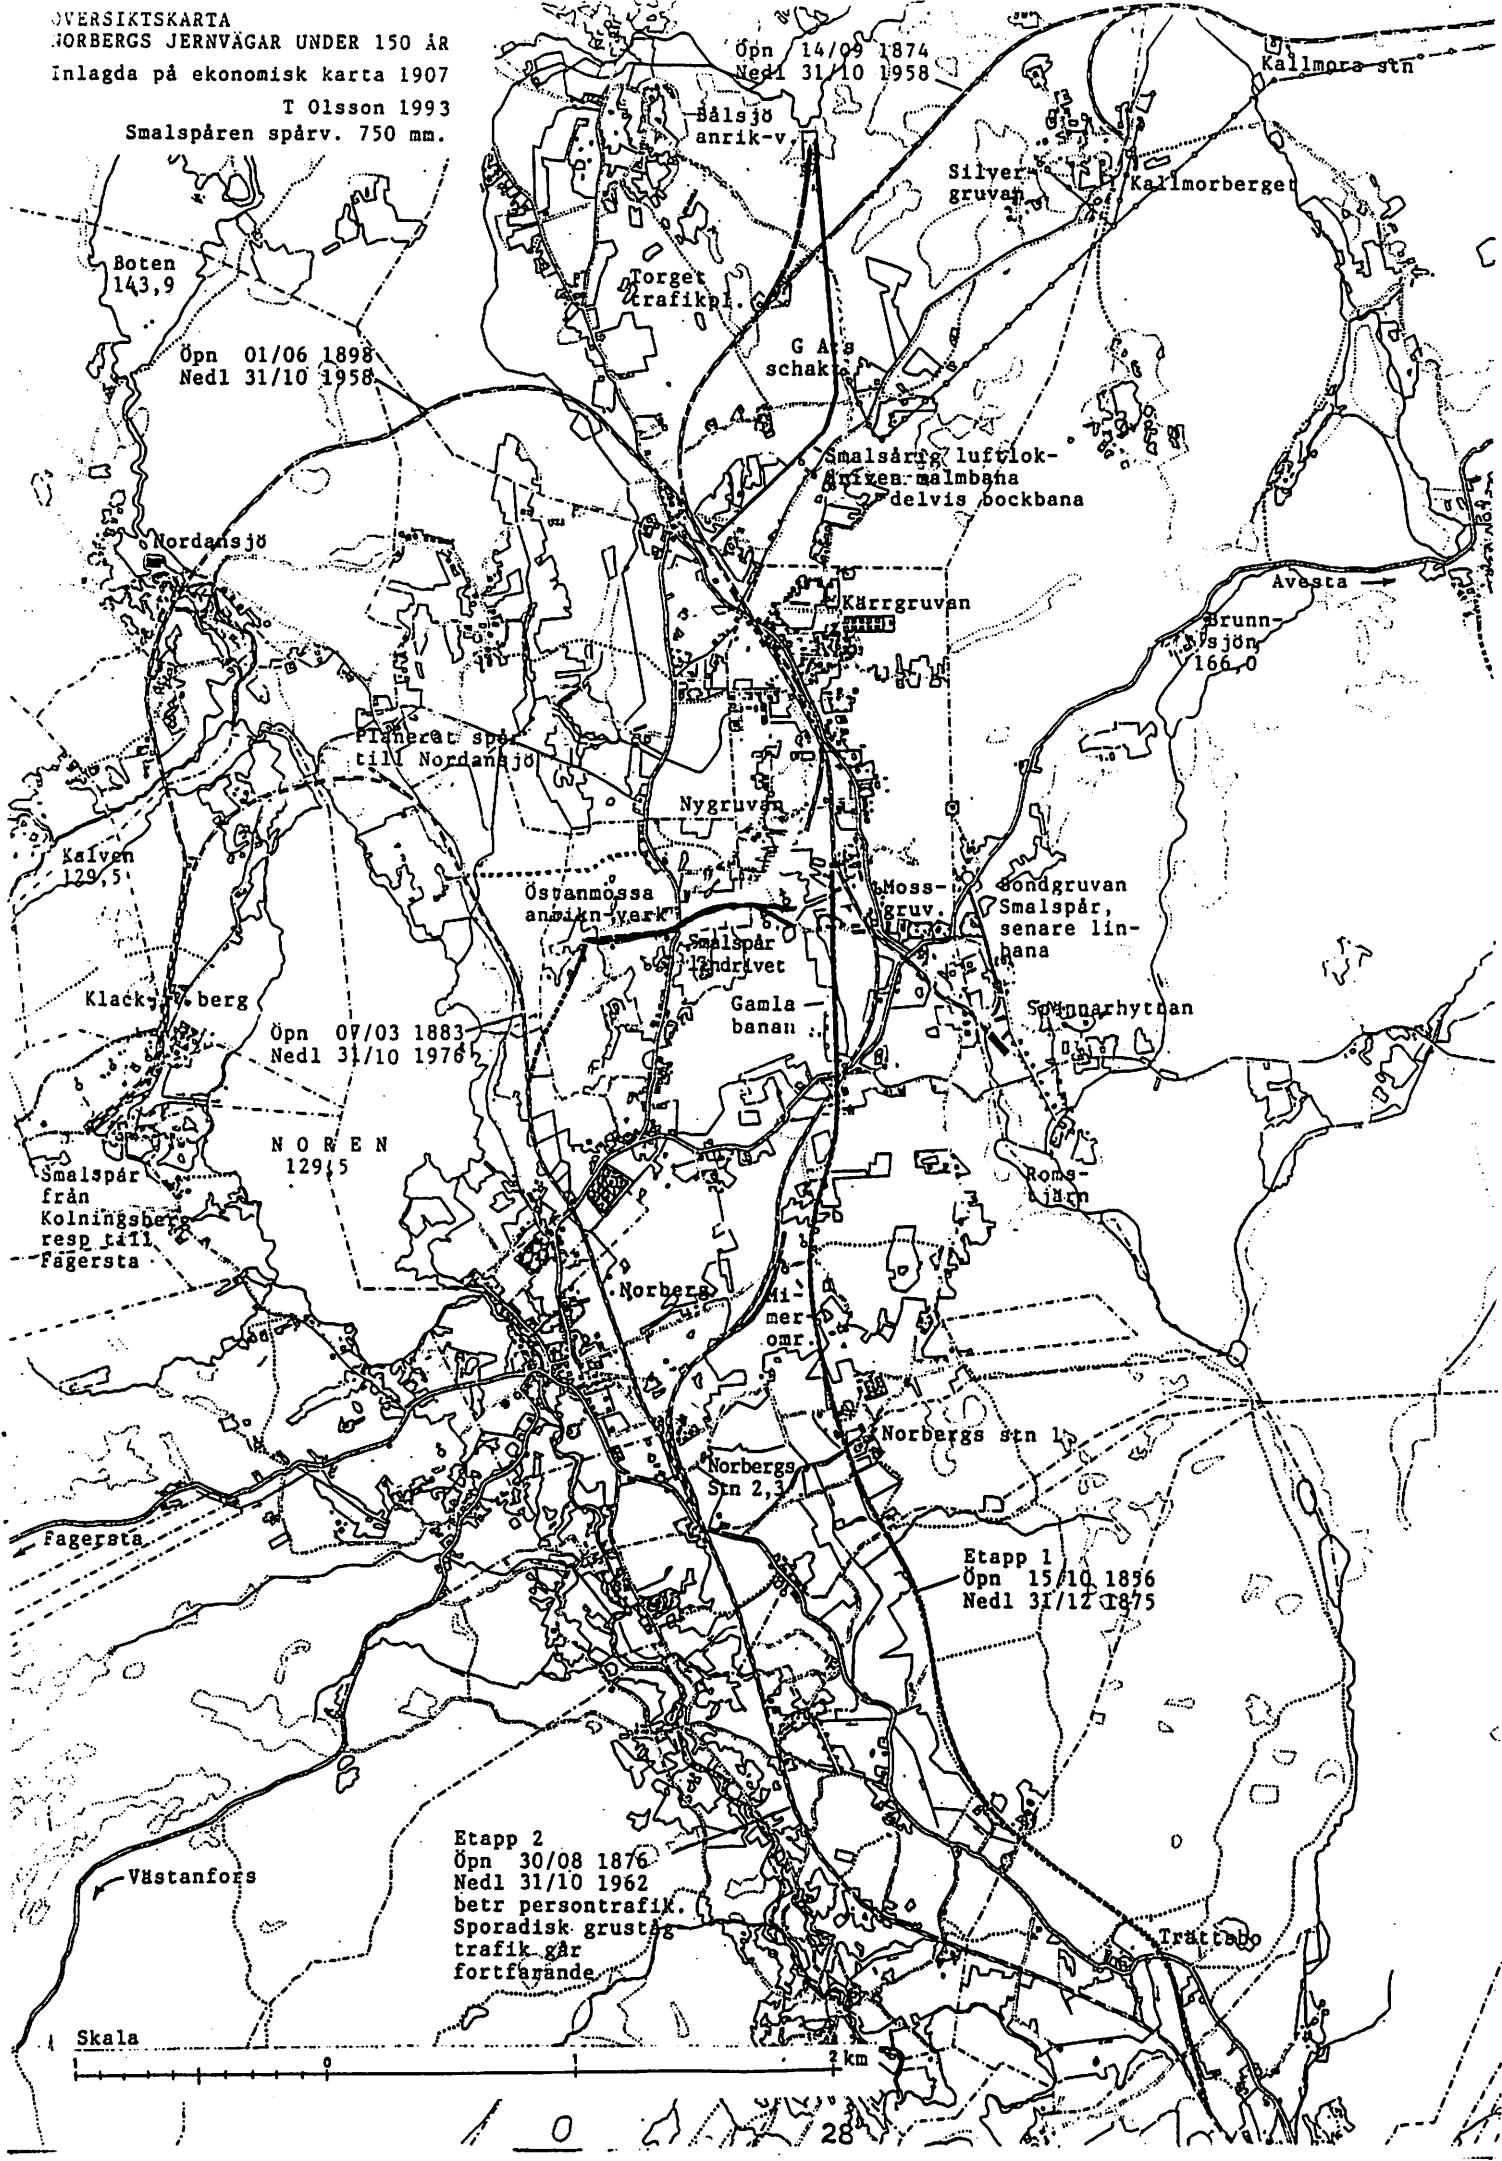 ÖVERSIKTSKARTA
NORBERGS JERNVÄGAR UNDER 150 ÅR
Inlagda på ekonomisk karta 1907
T Olsson 1993
Smalspåren spårv. 750 mm.
Öpn 14/09 1874
Nedl 31/10 1958
Kallmora stn
Bålsjö
anrik-v.
Silver-
gruvan
Kallmorberget
Boten
143,9
Torget
trafikpl.
Öpn 01/06 1898
Nedl 31/10 1958
G A:s
schakt
Smalsårig luftlok-
driven malmbana
delvis bockbana
Nordansjö
Avesta
Kärrgruvan
Brunn-
sjön
166,0
Planerat spår
till Nordansjö
Nygruvan
Kalven
129,5
Östanmossa
anrikn-verk
Moss-
gruv.
Bondgruvan
Smalspår,
senare lin-
bana
Smalspår
lindrivet
Klack-berg
Gamla
banan
Spännarhyttan
Öpn 07/03 1883
Nedl 31/10 1976
NOREN
129,5
Smalspår
från
Kolningsberg
resp till
Fagersta
Roms-
tjärn
Norberg
Mi-
mer
omr.
Norbergs stn 1
Norbergs
Stn 2,3
Fagersta
Etapp 1
Öpn 15/10 1856
Nedl 31/12 1875
Etapp 2
Öpn 30/08 1876
Nedl 31/10 1962
betr persontrafik.
Sporadisk gruståg
trafik går
fortfarande
Västanfors
Trättebo
Skala
1 0 1 2 km
28